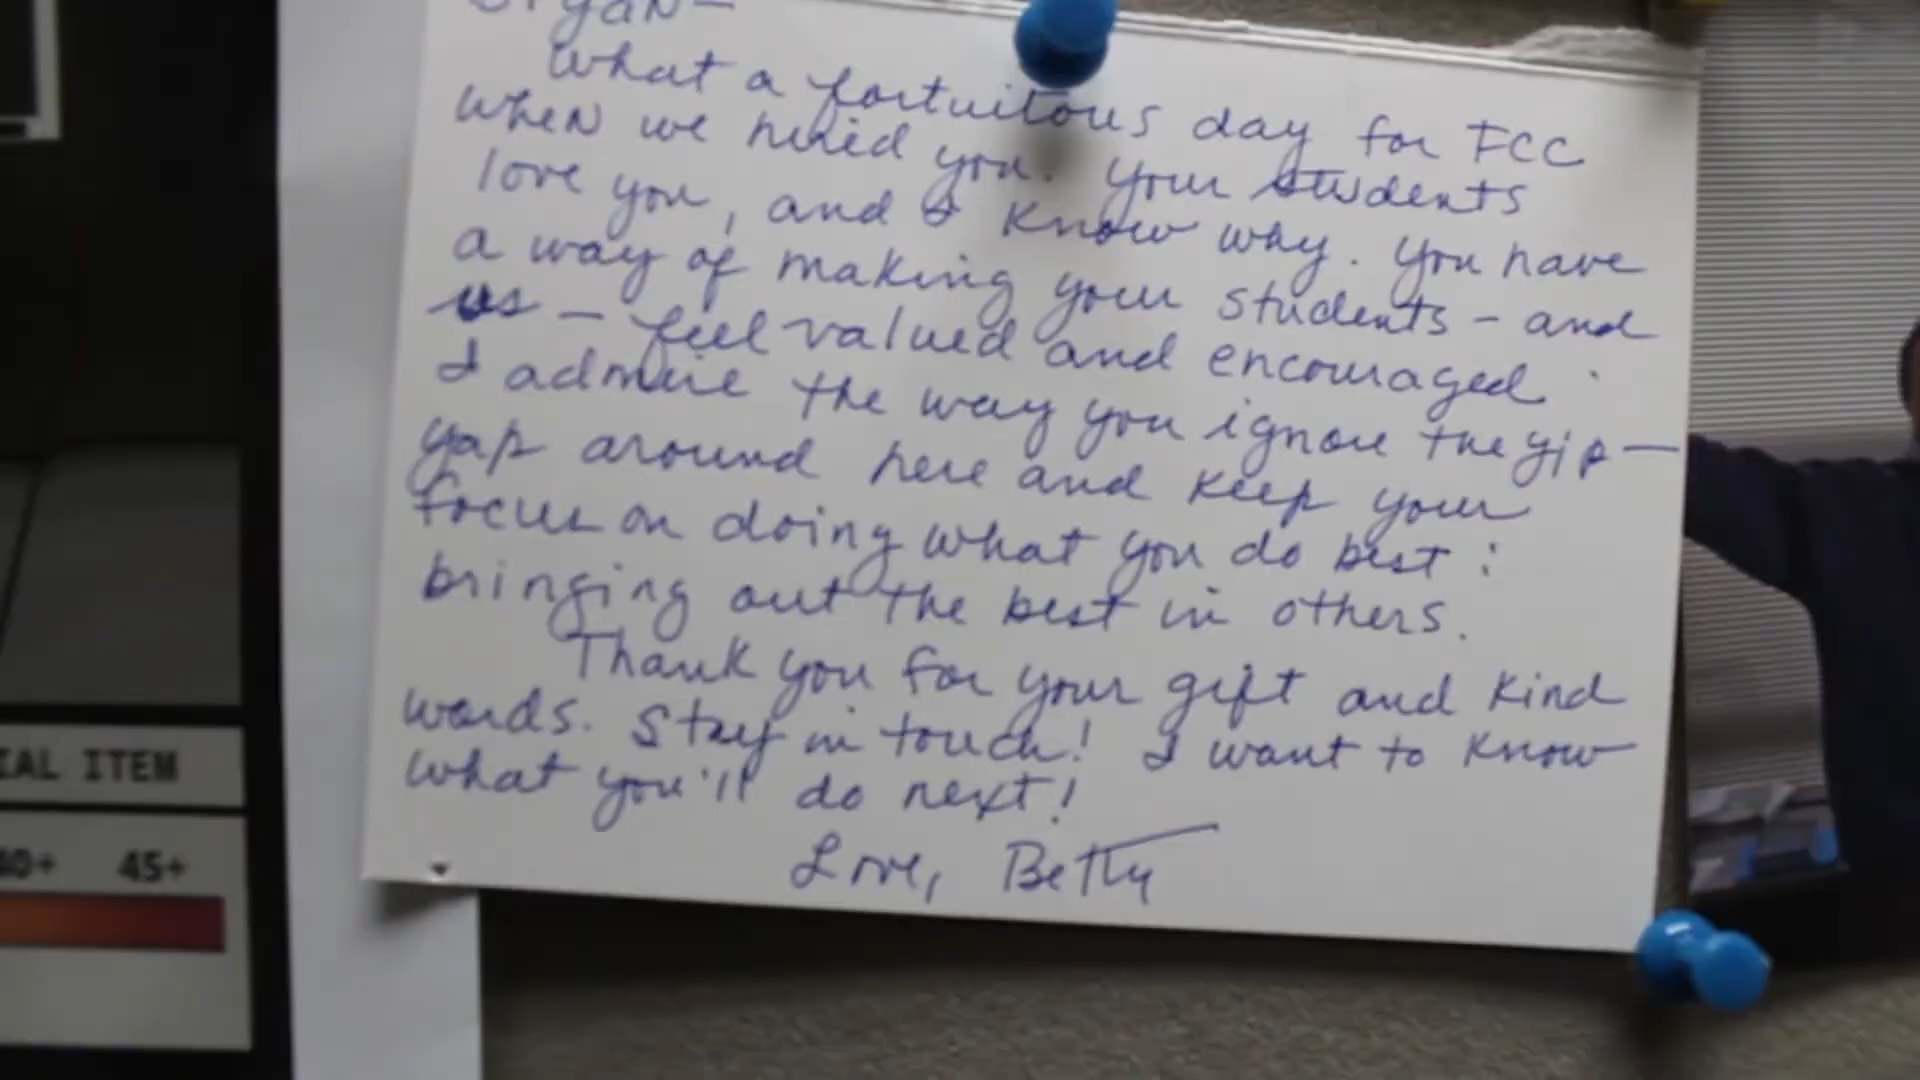 Bryan-
What a fortuitous day for FCC
when we hired you. Your students
love you, and I know why. You have
a way of making your students - and
us - feel valued and encouraged.
I admire the way you ignore the yip-
yap around here and keep your
focus on doing what you do best:
bringing out the best in others.
Thank you for your gift and kind
words. Stay in touch! I want to know
what you'll do next!
Love, Betty
IAL ITEM
40+ 45+